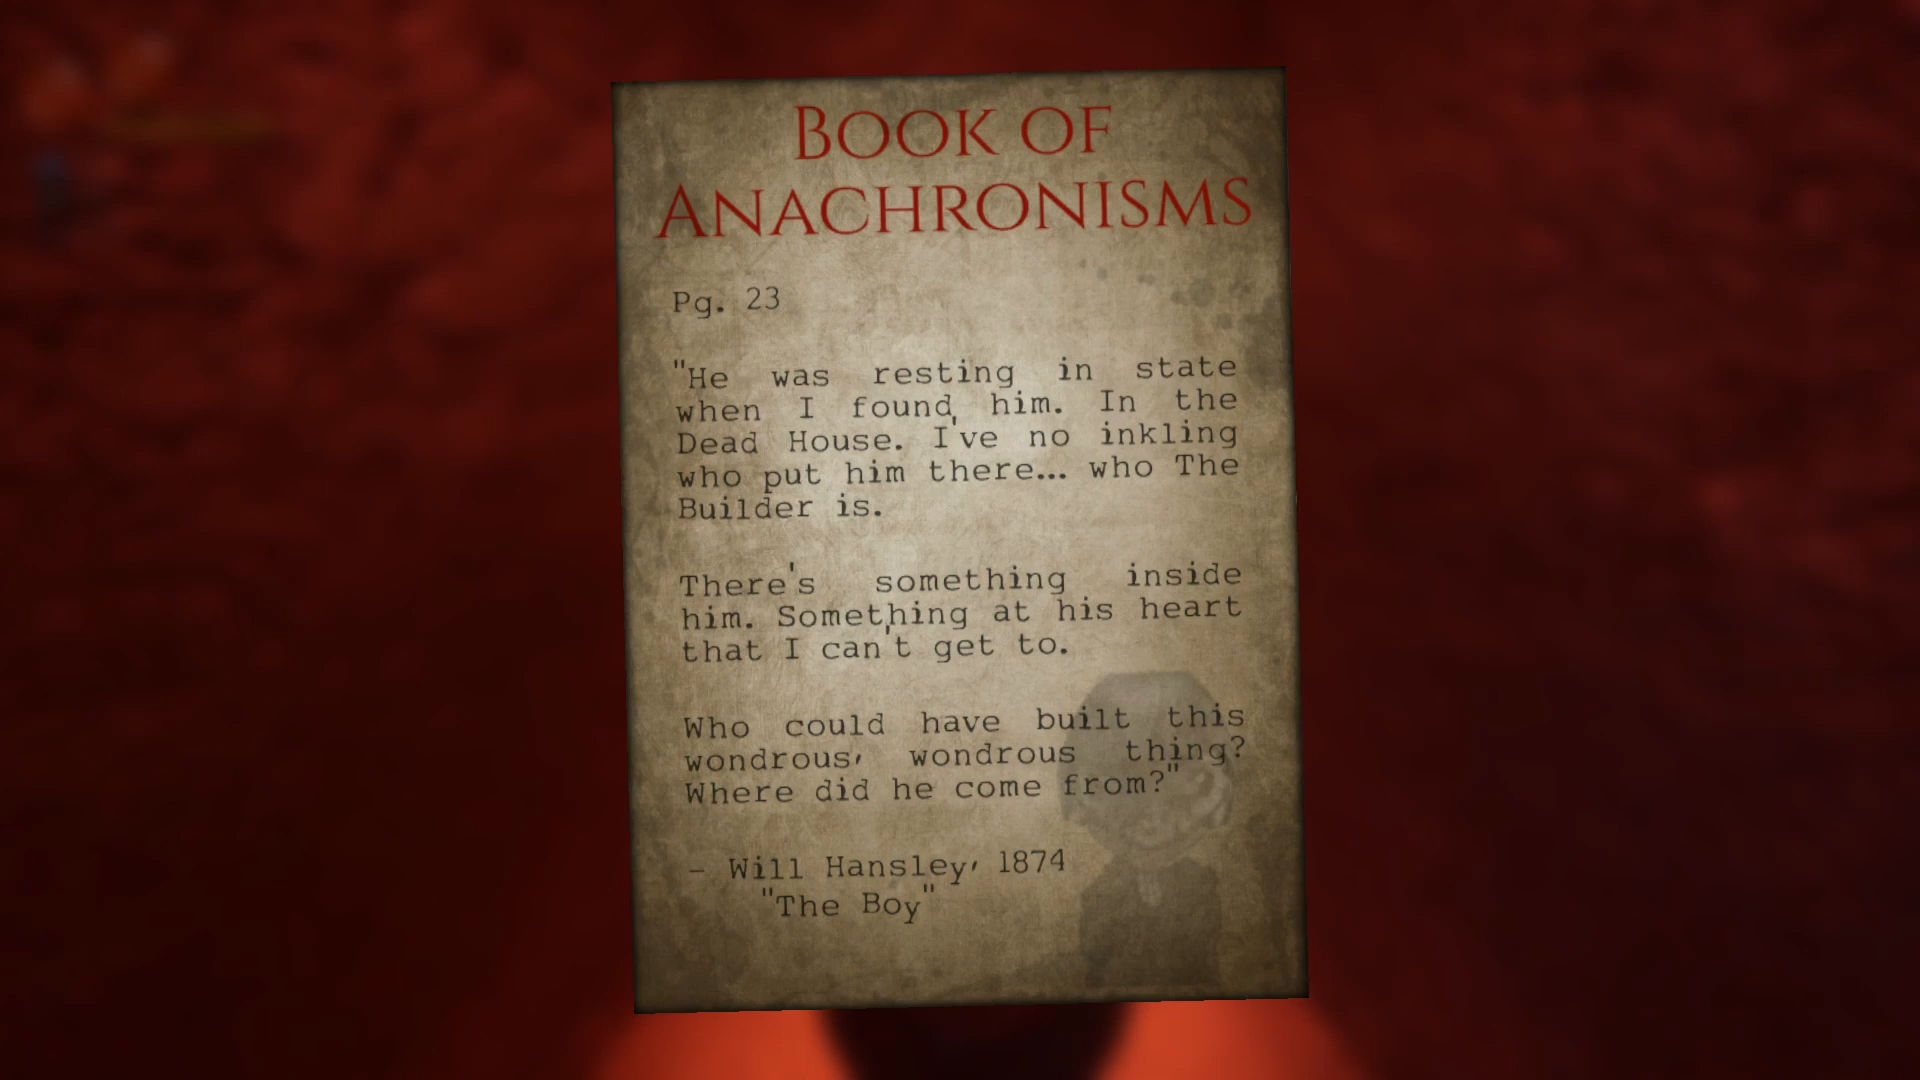 BOOK OF
ANACHRONISMS
Pg. 23
"He was resting in state
when I found him. In the
Dead House. I've no inkling
who put him there... who The
Builder is.
There's something inside
him. Something at his heart
that I can't get to.
Who could have built this
wondrous, wondrous thing?
Where did he come from?"
- Will Hansley, 1874
"The Boy"